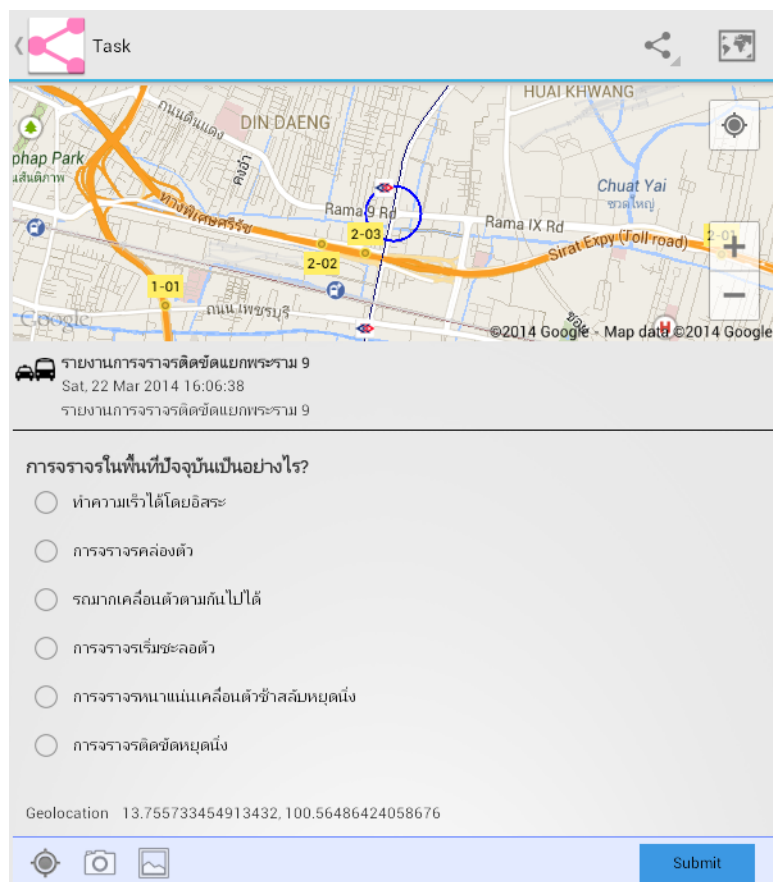 Task
HUAI KHWANG
ถนนดินแดง
DIN DAENG
phap Park
Chuat Yai
ชวดใหญ่
ทางพิเศษศรีรัช
Rama 9 Rd
Rama IX Rd
2-03
Sirat Expy (Toll road)
2-01
2-02
1-01
ถนน เพชรบุรี
Google
©2014 Google - Map data ©2014 Google
รายงานการจราจรติดขัดแยกพระราม 9
Sat, 22 Mar 2014 16:06:38
รายงานการจราจรติดขัดแยกพระราม 9
การจราจรในพื้นที่ปัจจุบันเป็นอย่างไร?
ทำความเร็วได้โดยอิสระ
การจราจรคล่องตัว
รถมากเคลื่อนตัวตามกันไปได้
การจราจรเริ่มชะลอตัว
การจราจรหนาแน่นเคลื่อนตัวช้าสลับหยุดนิ่ง
การจราจรติดขัดหยุดนิ่ง
Geolocation 13.755733454913432, 100.56486424058676
Submit